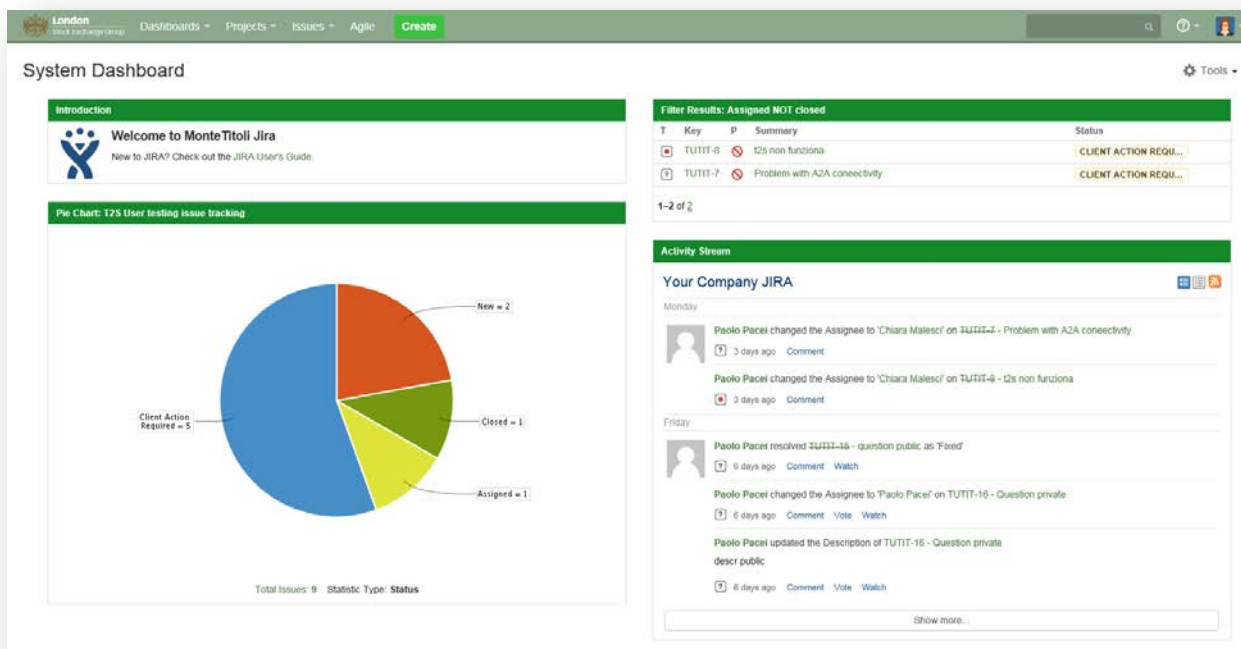 London
Stock Exchange Group
Dashboards
Projects
Issues
Agile
Create
System Dashboard
Tools
Introduction
Welcome to MonteTitoli Jira
New to JIRA? Check out the JIRA User's Guide.
Pie Chart: T2S User testing issue tracking
New = 2
Closed = 1
Assigned = 1
Client Action
Required = 5
Total Issues: 9 Statistic Type: Status
Filter Results: Assigned NOT closed
T Key P Summary Status
TUTIT-8 t2s non funziona CLIENT ACTION REQU...
TUTIT-7 Problem with A2A coneectivity CLIENT ACTION REQU...
1–2 of 2
Activity Stream
Your Company JIRA
Monday
Paolo Pacei changed the Assignee to 'Chiara Malesci' on TUTIT-7 - Problem with A2A coneectivity
? 3 days ago Comment
Paolo Pacei changed the Assignee to 'Chiara Malesci' on TUTIT-8 - t2s non funziona
3 days ago Comment
Friday
Paolo Pacei resolved TUTIT-15 - question public as 'Fixed'
? 6 days ago Comment Watch
Paolo Pacei changed the Assignee to 'Paolo Pacei' on TUTIT-16 - Question private
? 6 days ago Comment Vote Watch
Paolo Pacei updated the Description of TUTIT-16 - Question private
descr public
? 6 days ago Comment Vote Watch
Show more...